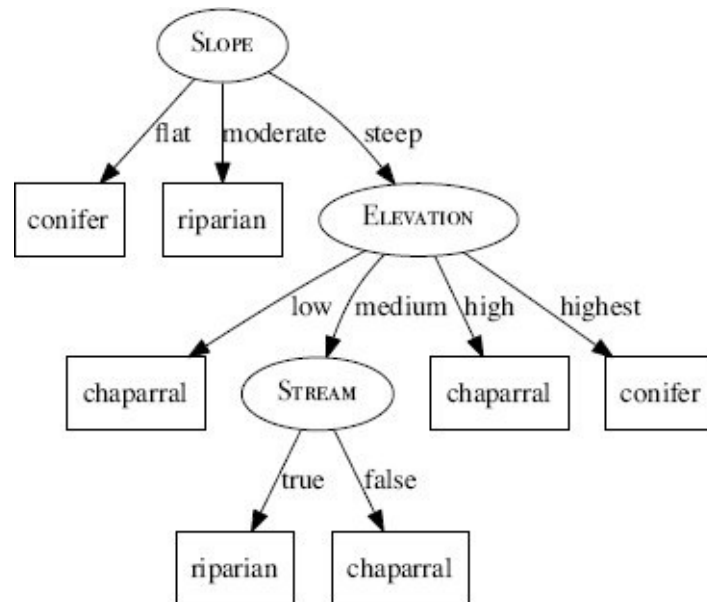 SLOPE
flat moderate steep
conifer riparian
ELEVATION
low medium high highest
chaparral STREAM chaparral conifer
true false
riparian chaparral